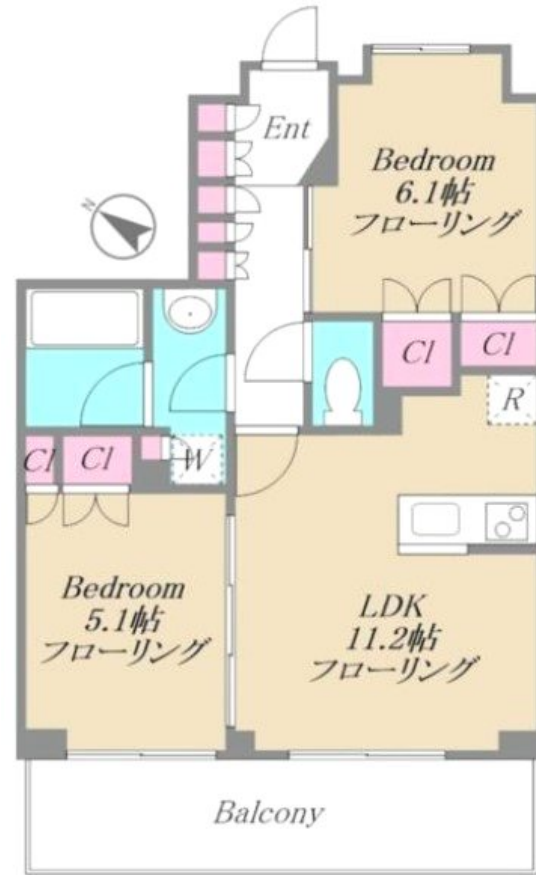 Ent
Bedroom
6.1帖
フローリング
N
Cl
Cl
R
Cl
Cl
W
Bedroom
5.1帖
フローリング
LDK
11.2帖
フローリング
Balcony